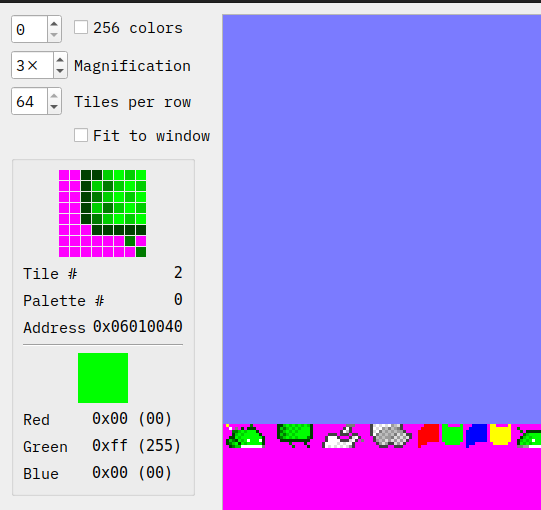 0 256 colors
3× Magnification
64 Tiles per row
Fit to window
Tile # 2
Palette # 0
Address 0x06010040
Red 0x00 (00)
Green 0xff (255)
Blue 0x00 (00)